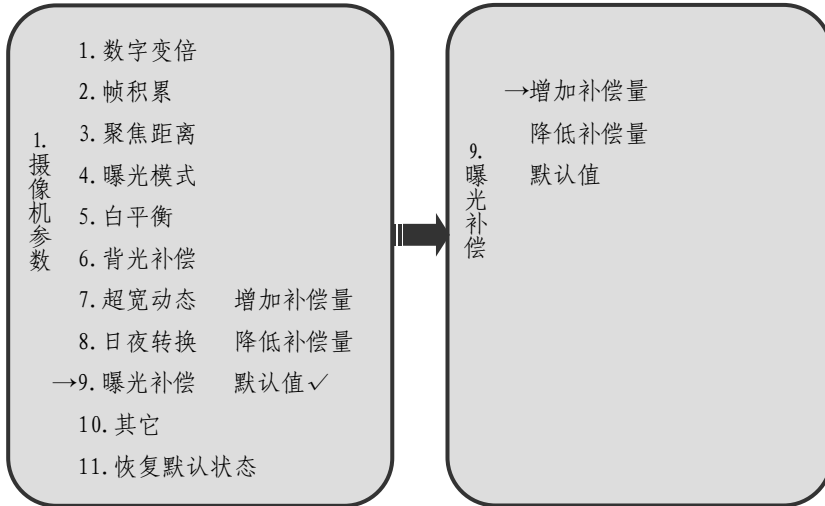 1.摄像机参数
1.数字变倍
2.帧积累
3.聚焦距离
4.曝光模式
5.白平衡
6.背光补偿
7.超宽动态 增加补偿量
8.日夜转换 降低补偿量
→9.曝光补偿 默认值√
10.其它
11.恢复默认状态
9.曝光补偿
→增加补偿量
降低补偿量
默认值